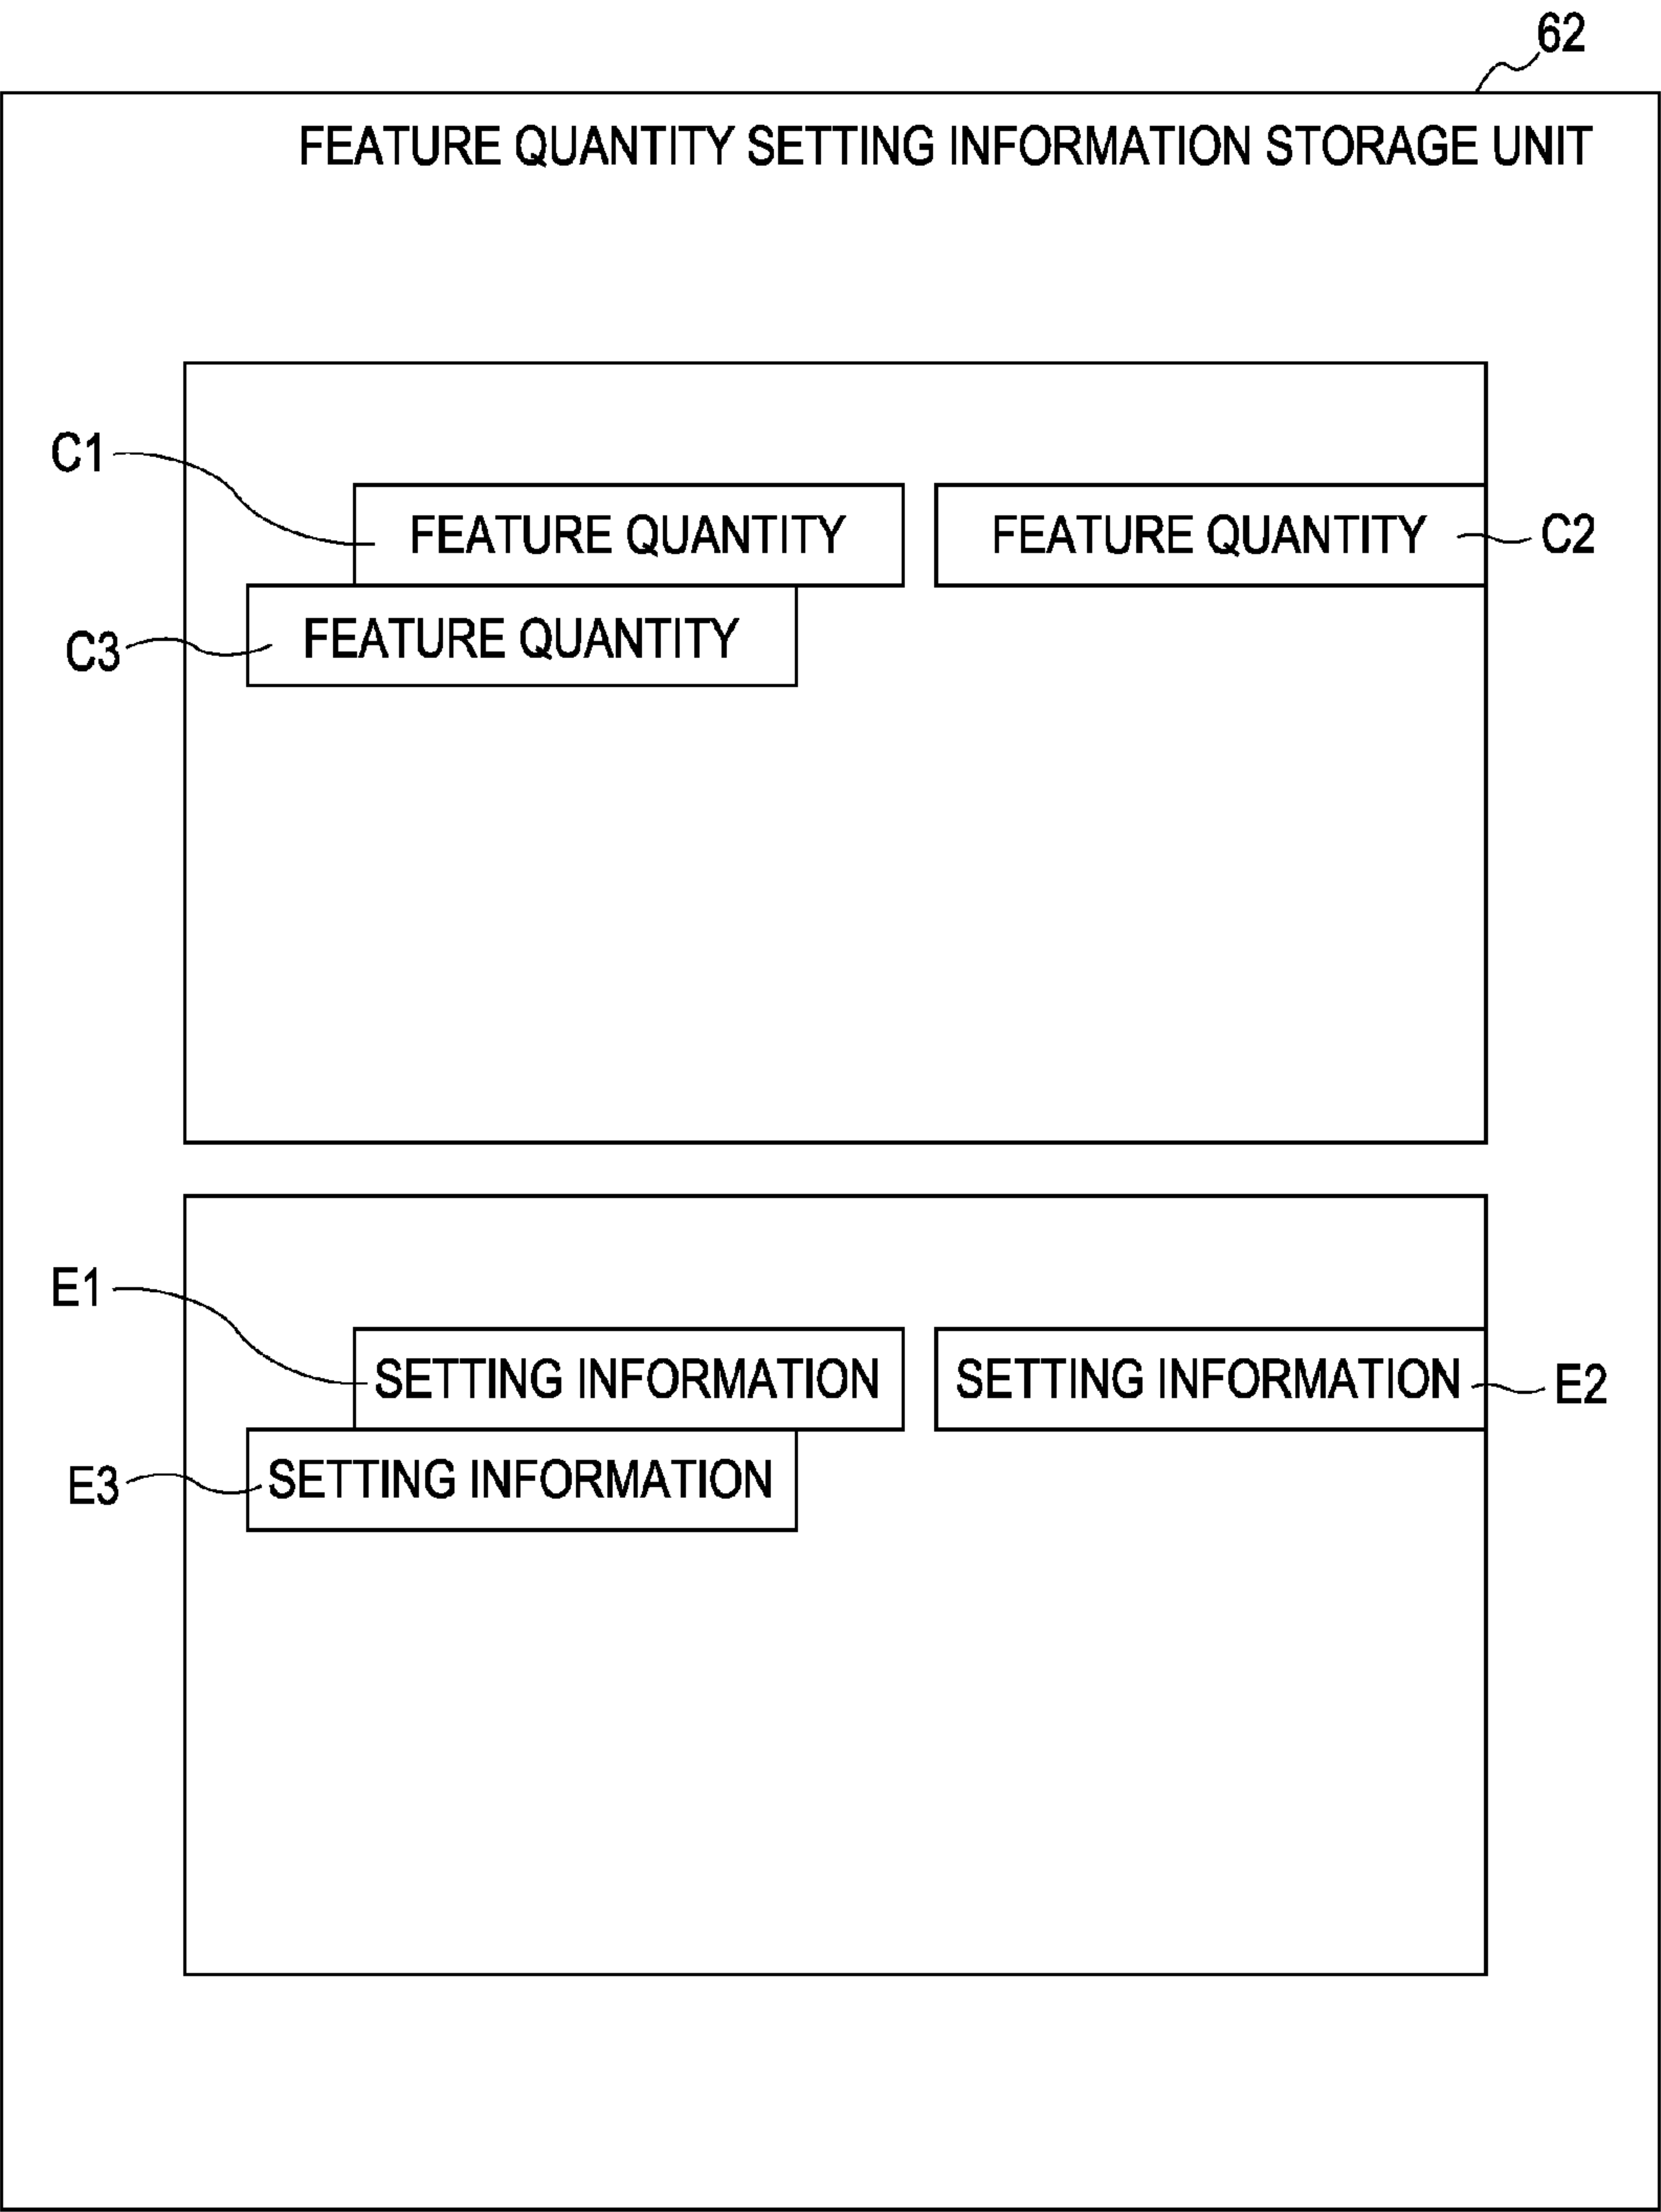 62
FEATURE QUANTITY SETTING INFORMATION STORAGE UNIT
C1
FEATURE QUANTITY
FEATURE QUANTITY
C2
C3
FEATURE QUANTITY
E1
SETTING INFORMATION
SETTING INFORMATION
E2
E3
SETTING INFORMATION